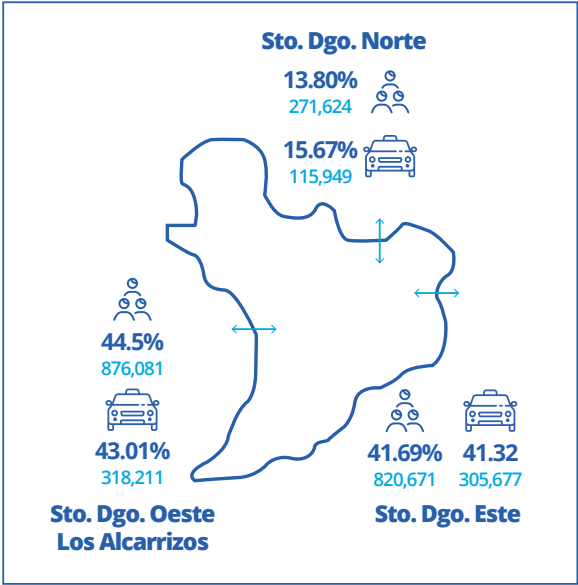 Sto. Dgo. Norte
13.80%
271,624
15.67%
115,949
44.5%
876,081
43.01%
318,211
Sto. Dgo. Oeste
Los Alcarrizos
41.69% 41.32
820,671 305,677
Sto. Dgo. Este